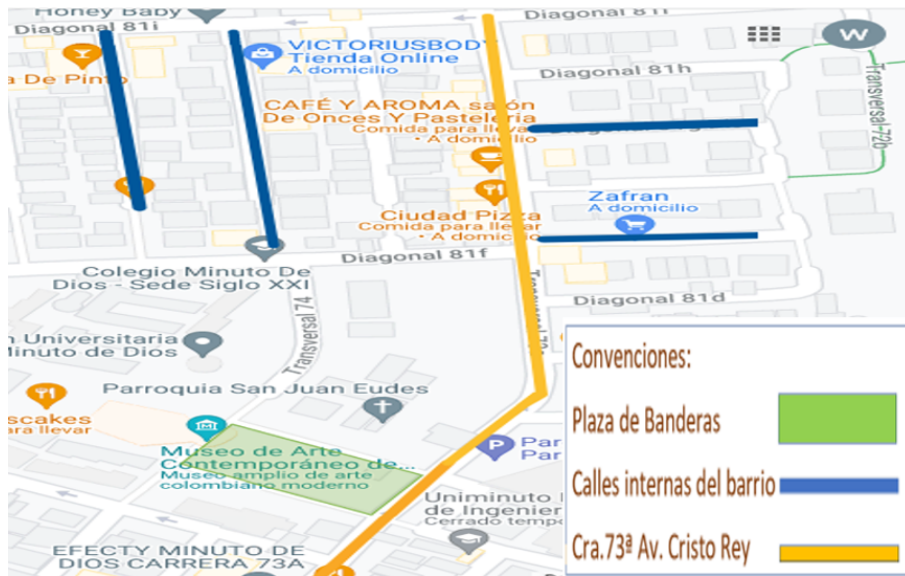 Honey Baby
Diagonal 81i
Diagonal 81i
W
a De Pinto
VICTORIUSBODY
Tienda Online
A domicilio
Diagonal 81h
Transversal 72b
CAFÉ Y AROMA salón
De Onces Y Pastelería
Comida para llevar
• A domicilio
Zafran
A domicilio
Ciudad Pizza
Comida para llevar
• A domicilio
Diagonal 81f
Colegio Minuto De
Dios - Sede Siglo XXI
Diagonal 81d
Transversal 74
n Universitaria
Minuto de Dios
Parroquia San Juan Eudes
scakes
ara llevar
Museo de Arte
Contemporáneo de...
Museo amplio de arte
colombiano moderno
P
Par
Par
Uniminuto
de Ingenier
Cerrado tempo
EFECTY MINUTO DE
DIOS CARRERA 73A
Convenciones:
Plaza de Banderas
Calles internas del barrio
Cra.73ª Av. Cristo Rey